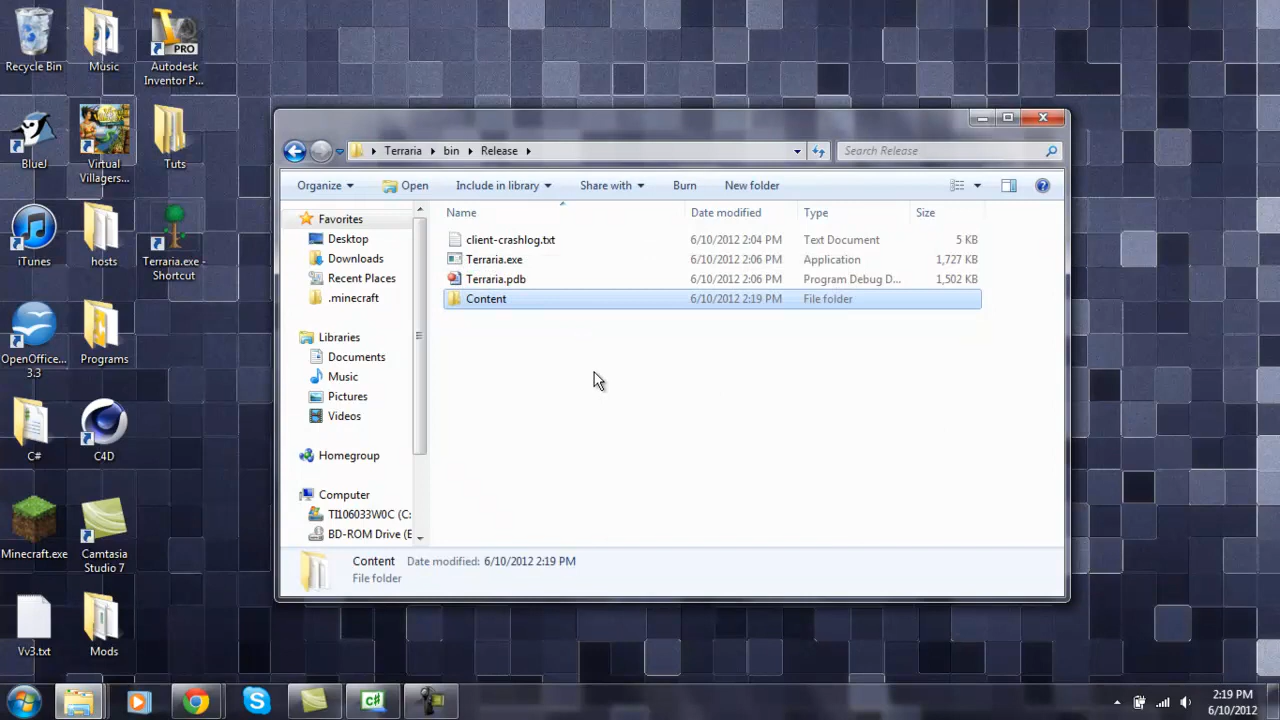 Recycle Bin
Music
Autodesk
Inventor P...
PRO
BlueJ
Virtual
Villagers...
Tuts
iTunes
hosts
Terraria.exe -
Shortcut
OpenOffice...
3.3
Programs
C#
C4D
Minecraft.exe
Camtasia
Studio 7
Vv3.txt
Mods
Terraria
bin
Release
Search Release
Organize
Open
Include in library
Share with
Burn
New folder
Favorites
Desktop
Downloads
Recent Places
.minecraft
Libraries
Documents
Music
Pictures
Videos
Homegroup
Computer
TI106033W0C (C:
BD-ROM Drive (E
Name Date modified Type Size
client-crashlog.txt 6/10/2012 2:04 PM Text Document 5 KB
Terraria.exe 6/10/2012 2:06 PM Application 1,727 KB
Terraria.pdb 6/10/2012 2:06 PM Program Debug D... 1,502 KB
Content 6/10/2012 2:19 PM File folder
Content Date modified: 6/10/2012 2:19 PM
File folder
C#
2:19 PM
6/10/2012